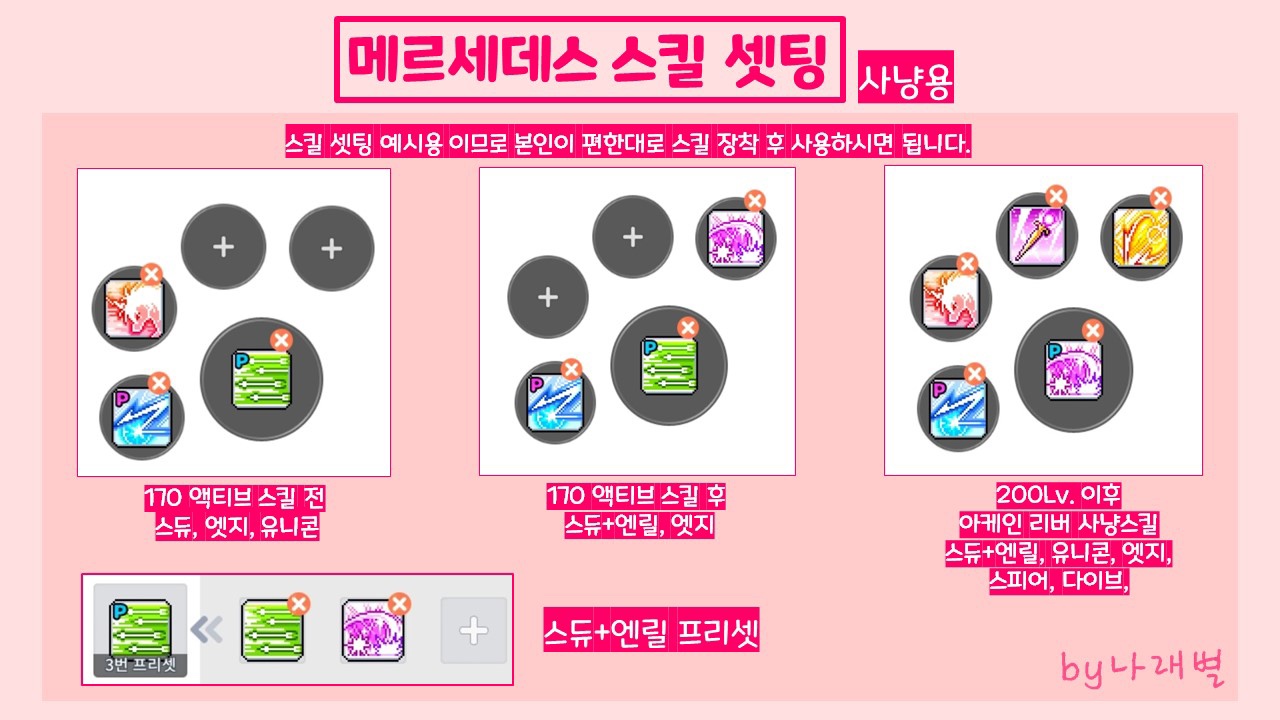 메르세데스 스킬 셋팅
사냥용
스킬 셋팅 예시용 이므로 본인이 편한대로 스킬 장착 후 사용하시면 됩니다.
P
P
170 액티브 스킬 전
스듀, 엣지, 유니콘
P
P
170 액티브 스킬 후
스듀+엔릴, 엣지
P
P
200Lv. 이후
아케인 리버 사냥스킬
스듀+엔릴, 유니콘, 엣지,
스피어, 다이브,
P
3번 프리셋
스듀+엔릴 프리셋
by나래별